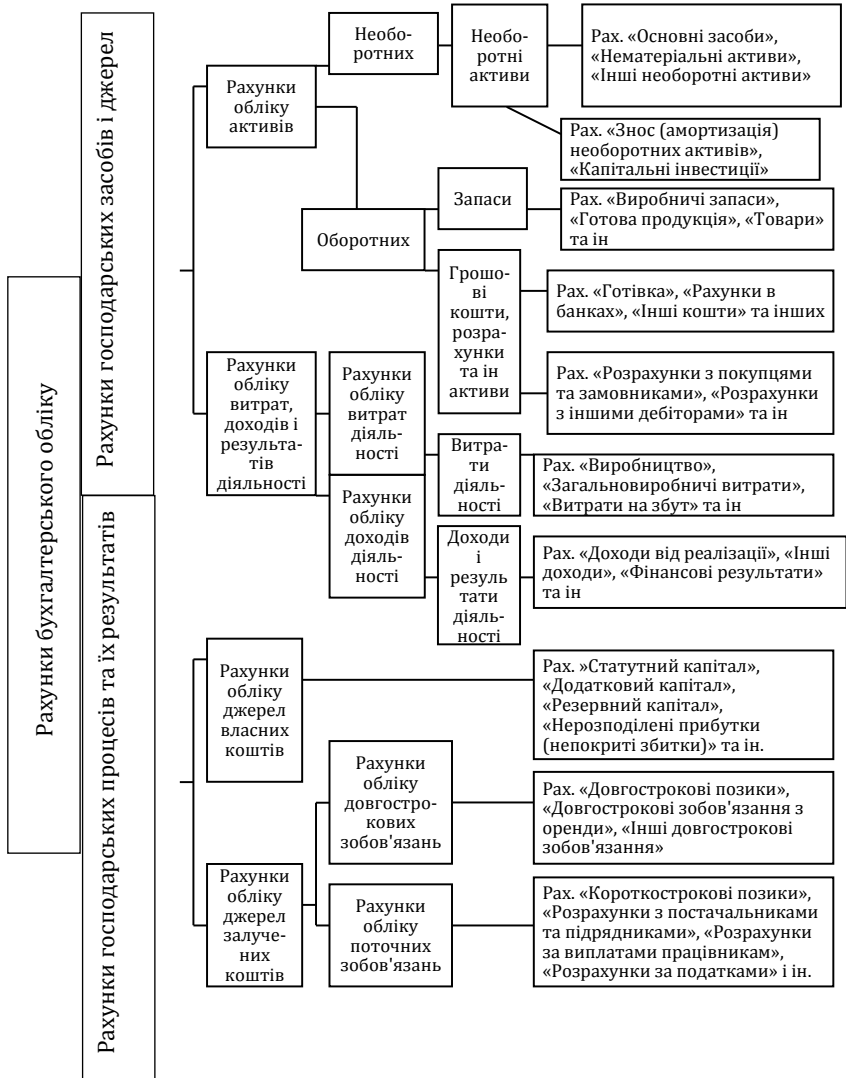 Рахунки бухгалтерського обліку
Рахунки господарських засобів і джерел
Рахунки
обліку
активів
Необо-
ротних
Необо-
ротні
активи
Рах. «Основні засоби»,
«Нематеріальні активи»,
«Інші необоротні активи»
Рах. «Знос (амортизація)
необоротних активів»,
«Капітальні інвестиції»
Оборотних
Запаси
Рах. «Виробничі запаси»,
«Готова продукція», «Товари»
та ін
Грошо-
ві
кошти,
розра-
хунки
та ін
активи
Рах. «Готівка», «Рахунки в
банках», «Інші кошти» та інших
Рах. «Розрахунки з покупцями
та замовниками», «Розрахунки
з іншими дебіторами» та ін
Рахунки
обліку
витрат,
доходів і
результа-
тів
діяльності
Рахунки
обліку
витрат
діяль-
ності
Витра-
ти
діяль-
ності
Рах. «Виробництво»,
«Загальновиробничі витрати»,
«Витрати на збут» та ін
Рахунки
обліку
доходів
діяль-
ності
Доходи
і
резуль
тати
діяль-
ності
Рах. «Доходи від реалізації», «Інші
доходи», «Фінансові результати»
та ін
Рахунки господарських процесів та їх результатів
Рахунки
обліку
джерел
власних
коштів
Рах. »Статутний капітал»,
«Додатковий капітал»,
«Резервний капітал»,
«Нерозподілені прибутки
(непокриті збитки)» та ін.
Рахунки
обліку
джерел
залуче-
них
коштів
Рахунки
обліку
довгостро-
кових
зобов'язань
Рах. «Довгострокові позики»,
«Довгострокові зобов'язання з
оренди», «Інші довгострокові
зобов'язання»
Рахунки
обліку
поточних
зобов'язань
Рах. «Короткострокові позики»,
«Розрахунки з постачальниками
та підрядниками», «Розрахунки
за виплатами працівникам»,
«Розрахунки за податками» і ін.